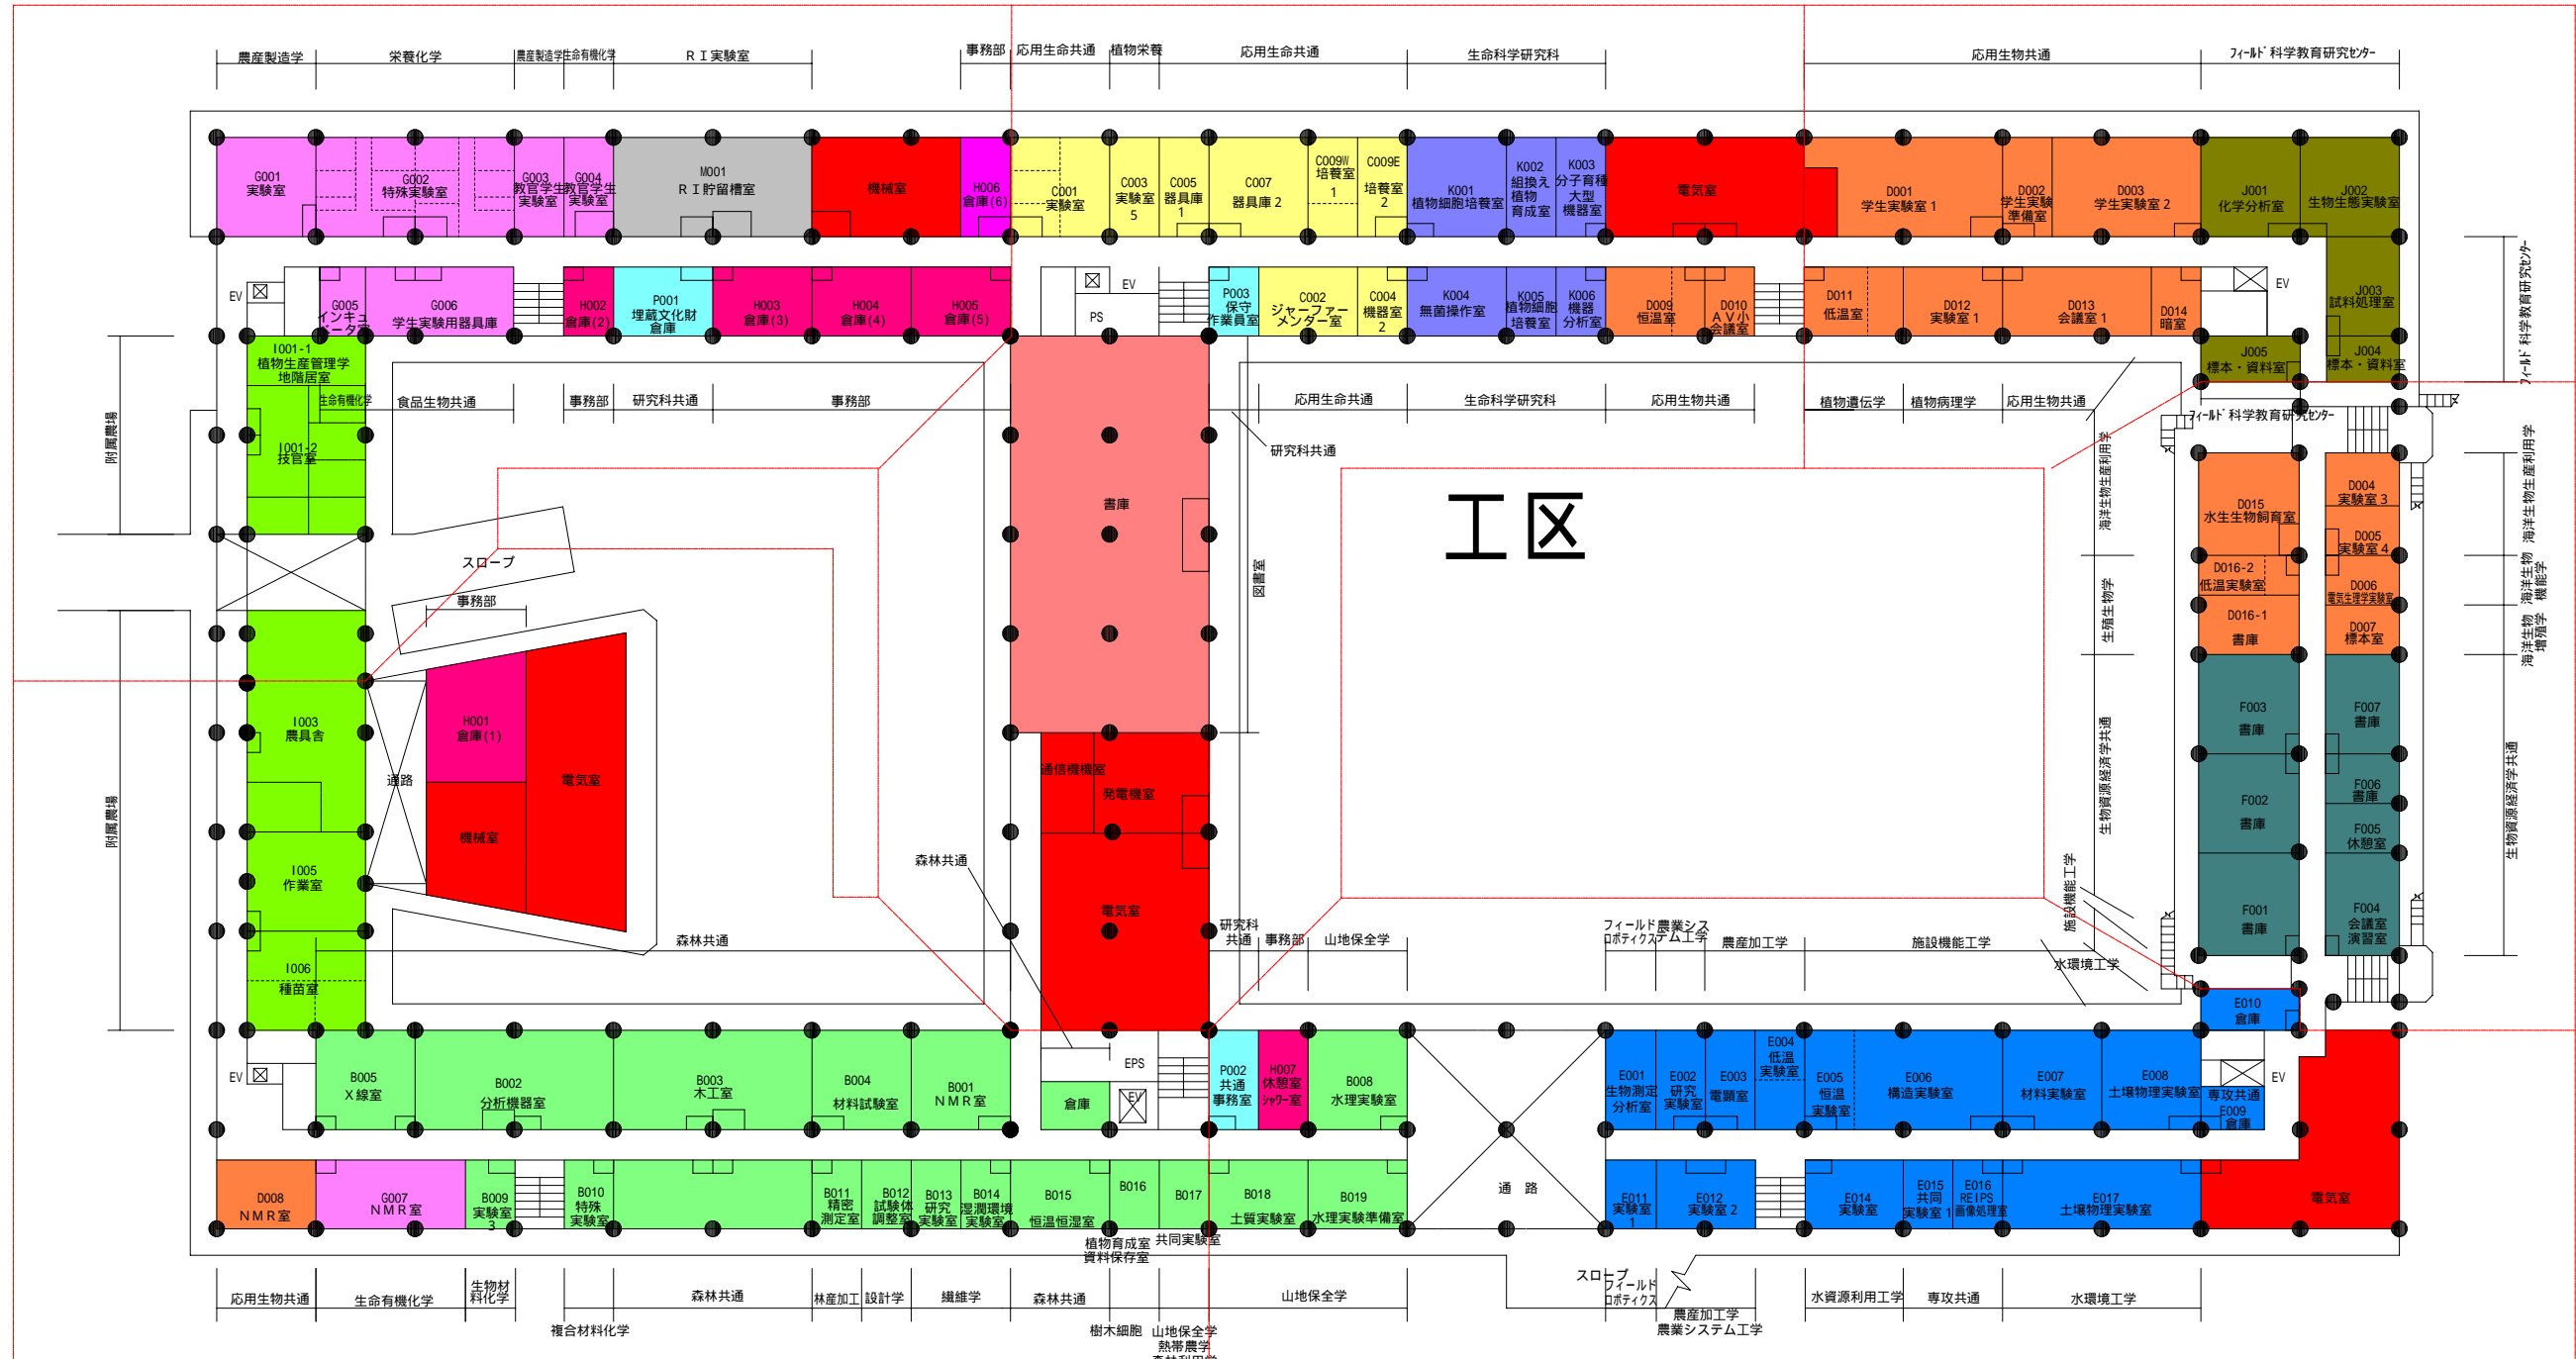 農産製造学
栄養化学
農産製造学
生命有機化学
ＲＩ実験室
事務部
応用生命共通
植物栄養
応用生命共通
生命科学研究科
応用生物共通
フィールド科学教育研究センター
G001
実験室
G002
特殊実験室
G003
教官学生
実験室
G004
教官学生
実験室
M001
ＲＩ貯留槽室
機械室
H006
倉庫(6)
C001
実験室
C003
実験室
5
C005
器具庫
1
C007
器具庫２
C009W
培養室
1
C009E
培養室
2
K001
植物細胞培養室
K002
組換え
植物
育成室
K003
分子育種
大型
機器室
電気室
D001
学生実験室１
D002
学生実験
準備室
D003
学生実験室２
J001
化学分析室
J002
生物生態実験室
EV
G005
インキュ
ベータ室
G006
学生実験用器具庫
H002
倉庫(2)
P001
埋蔵文化財
倉庫
H003
倉庫(3)
H004
倉庫(4)
H005
倉庫(5)
EV
PS
P003
保守
作業員室
C002
ジャーファー
メンター室
C004
機器室
2
K004
無菌操作室
K005
植物細胞
培養室
K006
機器
分析室
D009
恒温室
D010
ＡＶ小
会議室
D011
低温室
D012
実験室１
D013
会議室１
D014
暗室
EV
J003
試料処理室
J005
標本・資料室
J004
標本・資料室
フィールド科学教育研究センター
I001-1
植物生産管理学
地階居室
生命有機化学
食品生物共通
事務部
研究科共通
事務部
応用生命共通
生命科学研究科
応用生物共通
植物遺伝学
植物病理学
応用生物共通
フィールド科学教育研究センター
附属農場
I001-2
技官室
研究科共通
書庫
図書室
工区
海洋生物生産利用学
D015
水生生物飼育室
D004
実験室３
D005
実験室４
海洋生物生産利用学
スロープ
事務部
生殖生物学
D016-2
低温実験室
D016-1
書庫
D006
電気生理学実験室
D007
標本室
海洋生物
機能学
海洋生物
増殖学
附属農場
I003
農具舎
通路
H001
倉庫(1)
機械室
電気室
通信機械室
発電機室
電気室
生物資源経済学共通
F003
書庫
F007
書庫
F002
書庫
F006
書庫
F005
休憩室
F001
書庫
F004
会議室
演習室
生物資源経済学共通
I005
作業室
I006
種苗室
森林共通
森林共通
研究科
共通
事務部
山地保全学
フィールド
ロボティクス
農業シス
テム工学
農産加工学
施設機能工学
施設機能工学
水環境工学
E010
倉庫
EV
B005
Ｘ線室
B002
分析機器室
B003
木工室
B004
材料試験室
B001
ＮＭＲ室
EPS
倉庫
EV
P002
共通
事務室
H007
休憩室
シャワー室
B008
水理実験室
E001
生物測定
分析室
E002
研究
実験室
E003
電顕室
E004
低温
実験室
E005
恒温
実験室
E006
構造実験室
E007
材料実験室
E008
土壌物理実験室
専攻共通
E009
倉庫
EV
D008
ＮＭＲ室
G007
ＮＭＲ室
B009
実験室
3
B010
特殊
実験室
B011
精密
測定室
B012
試験体
調整室
B013
研究
実験室
B014
湿潤環境
実験室
B015
恒温恒湿室
B016
植物育成室
資料保存室
B017
共同実験室
B018
土質実験室
B019
水理実験準備室
通路
E011
実験室
1
E012
実験室２
E014
実験室
E015
共同
実験室１
E016
REIPS
画像処理室
E017
土壌物理実験室
電気室
応用生物共通
生命有機化学
生物材
料化学
複合材料化学
森林共通
林産加工
設計学
繊維学
森林共通
樹木細胞
山地保全学
熱帯農学
山地保全学
スロープ
フィールド
ロボティクス
農産加工学
農業システム工学
水資源利用工学
専攻共通
水環境工学